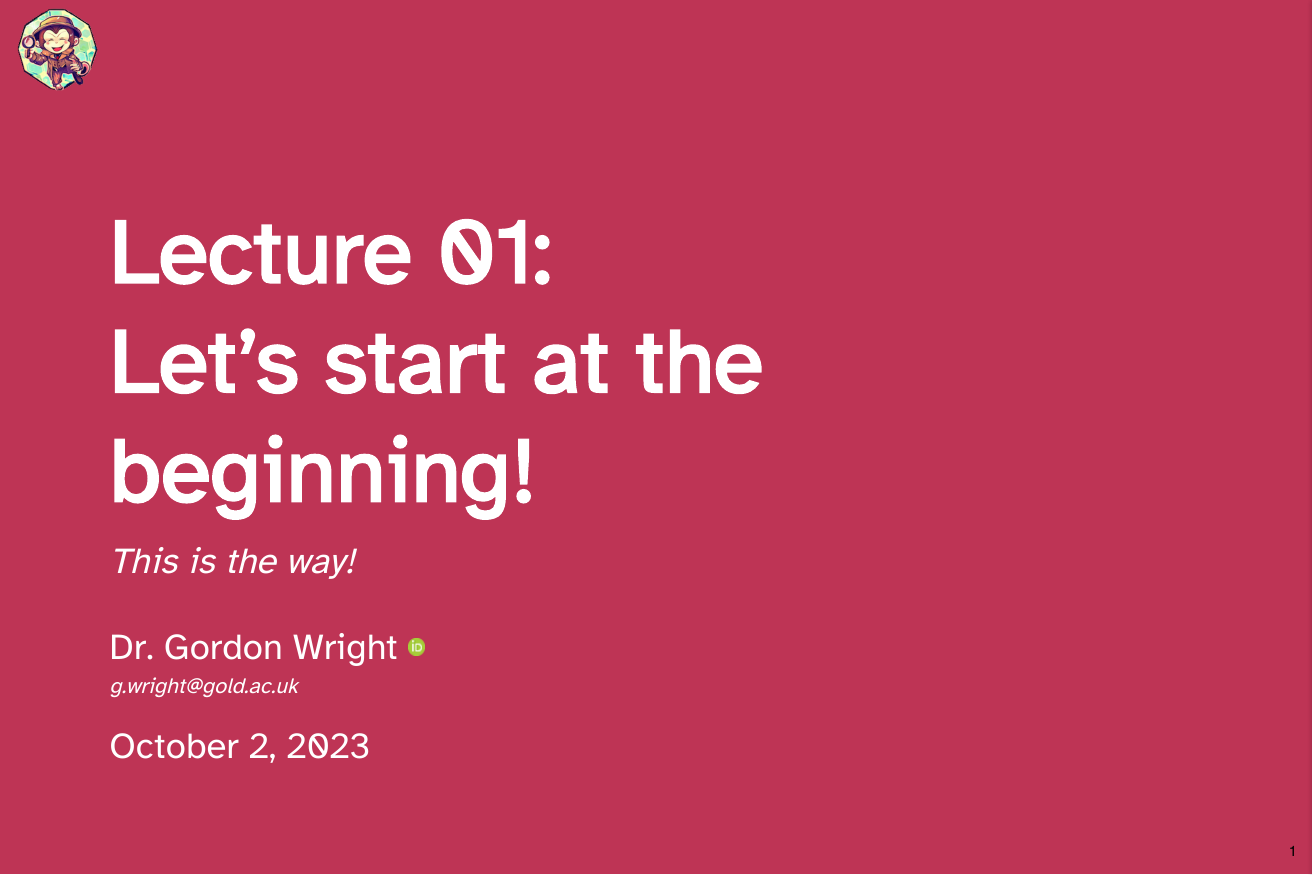 Lecture 01:
Let’s start at the
beginning!
This is the way!
Dr. Gordon Wright iD
g.wright@gold.ac.uk
October 2, 2023
1